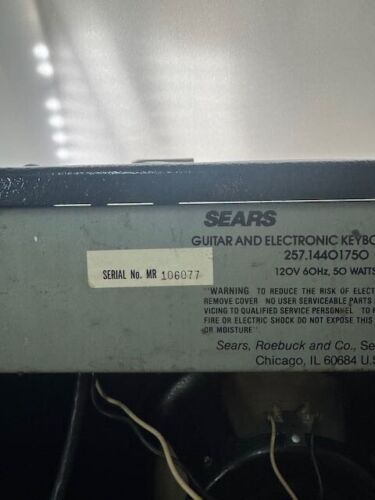 SEARS
GUITAR AND ELECTRONIC KEYBO
257.14401750
120V 60Hz, 50 WATTS
SERIAL No. MR 106077
"WARNING TO REDUCE THE RISK OF ELECT
REMOVE COVER NO USER SERVICEABLE PARTS
VICING TO QUALIFIED SERVICE PERSONNEL TO
FIRE OR ELECTRIC SHOCK DO NOT EXPOSE THIS
OR MOISTURE"
Sears, Roebuck and Co., Se
Chicago, IL 60684 U.S